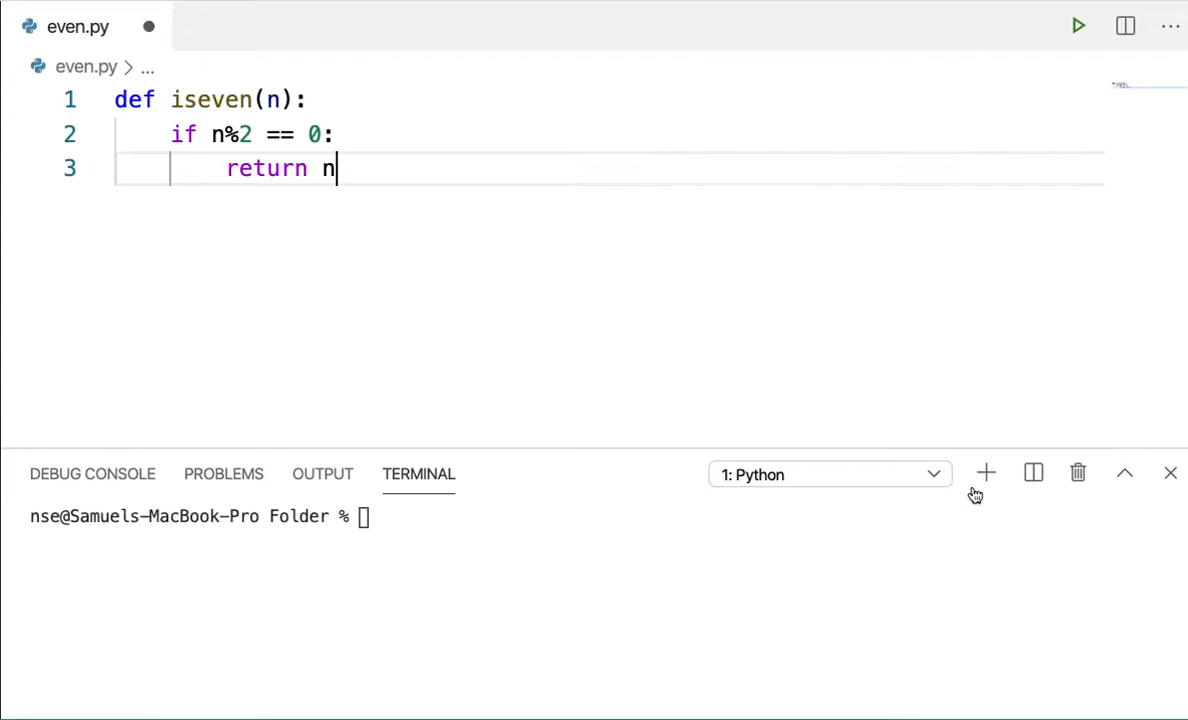 even.py
even.py > ...
1 def iseven(n):
2     if n%2 == 0:
3         return n
DEBUG CONSOLE PROBLEMS OUTPUT TERMINAL 1: Python
nse@Samuels-MacBook-Pro Folder %